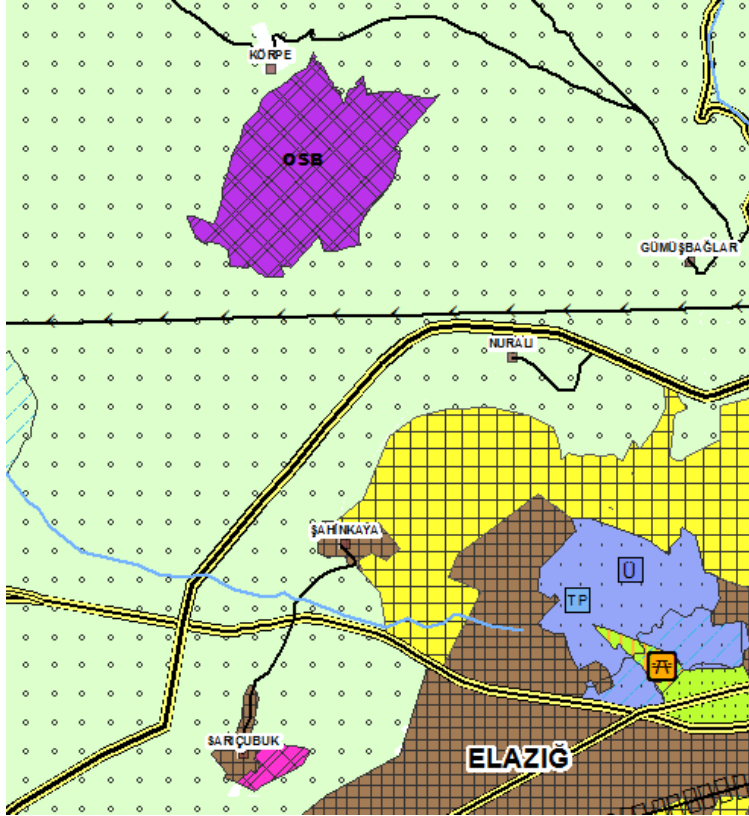 KÖRPE
OSB
GÜMÜŞBAĞLAR
NURALI
ŞAHİNKAYA
Ü
TP
SARIÇUBUK
ELAZIĞ